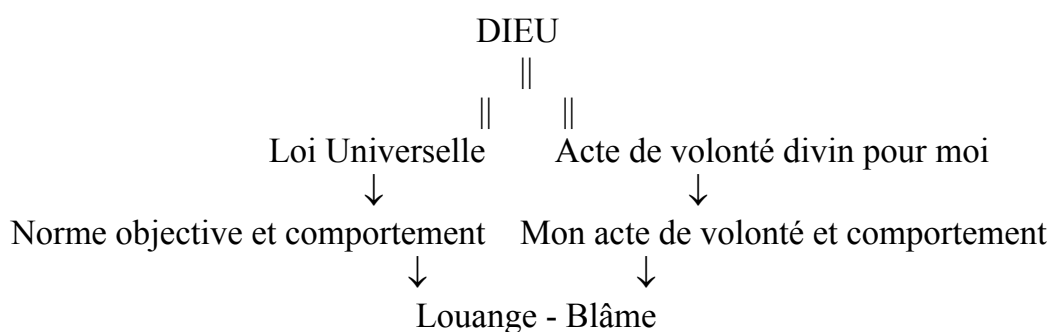 DIEU
||
|| ||
Loi Universelle Acte de volonté divin pour moi
↓ ↓
Norme objective et comportement Mon acte de volonté et comportement
↓ ↓
Louange - Blâme